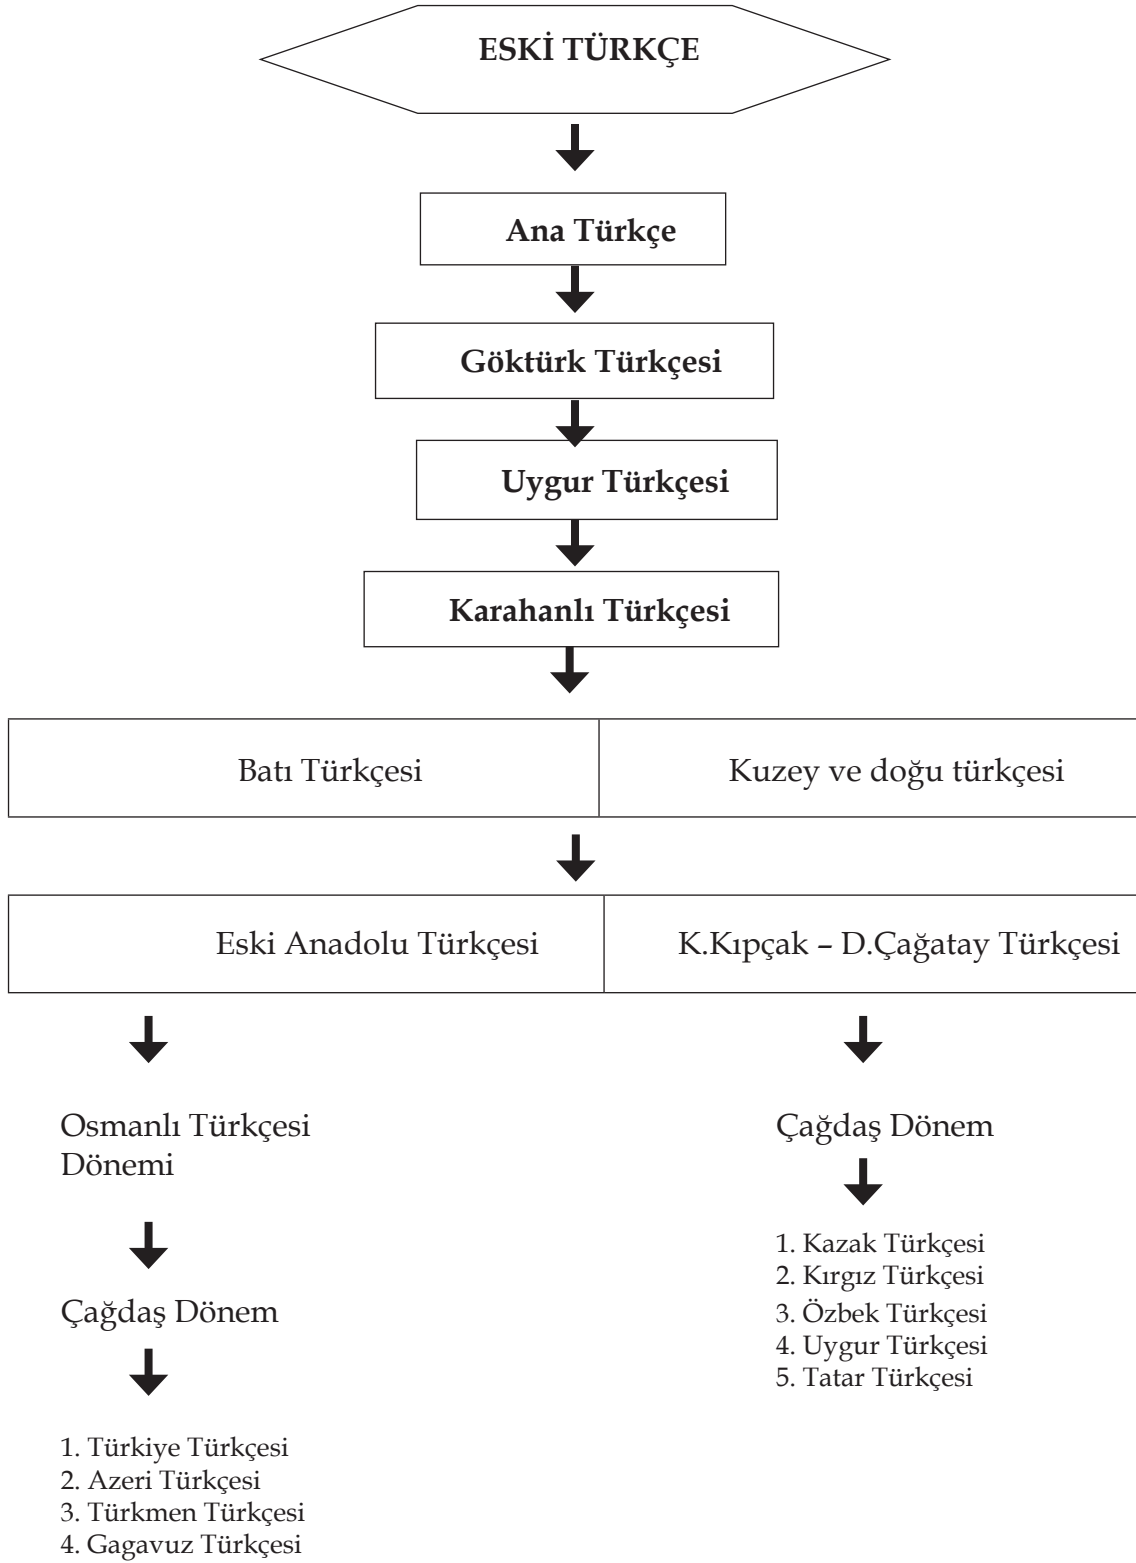 ESKİ TÜRKÇE
Ana Türkçe
Göktürk Türkçesi
Uygur Türkçesi
Karahanlı Türkçesi
Batı Türkçesi
Kuzey ve doğu türkçesi
Eski Anadolu Türkçesi
K.Kıpçak – D.Çağatay Türkçesi
Osmanlı Türkçesi
Dönemi
Çağdaş Dönem
1. Türkiye Türkçesi
2. Azeri Türkçesi
3. Türkmen Türkçesi
4. Gagavuz Türkçesi
Çağdaş Dönem
1. Kazak Türkçesi
2. Kırgız Türkçesi
3. Özbek Türkçesi
4. Uygur Türkçesi
5. Tatar Türkçesi